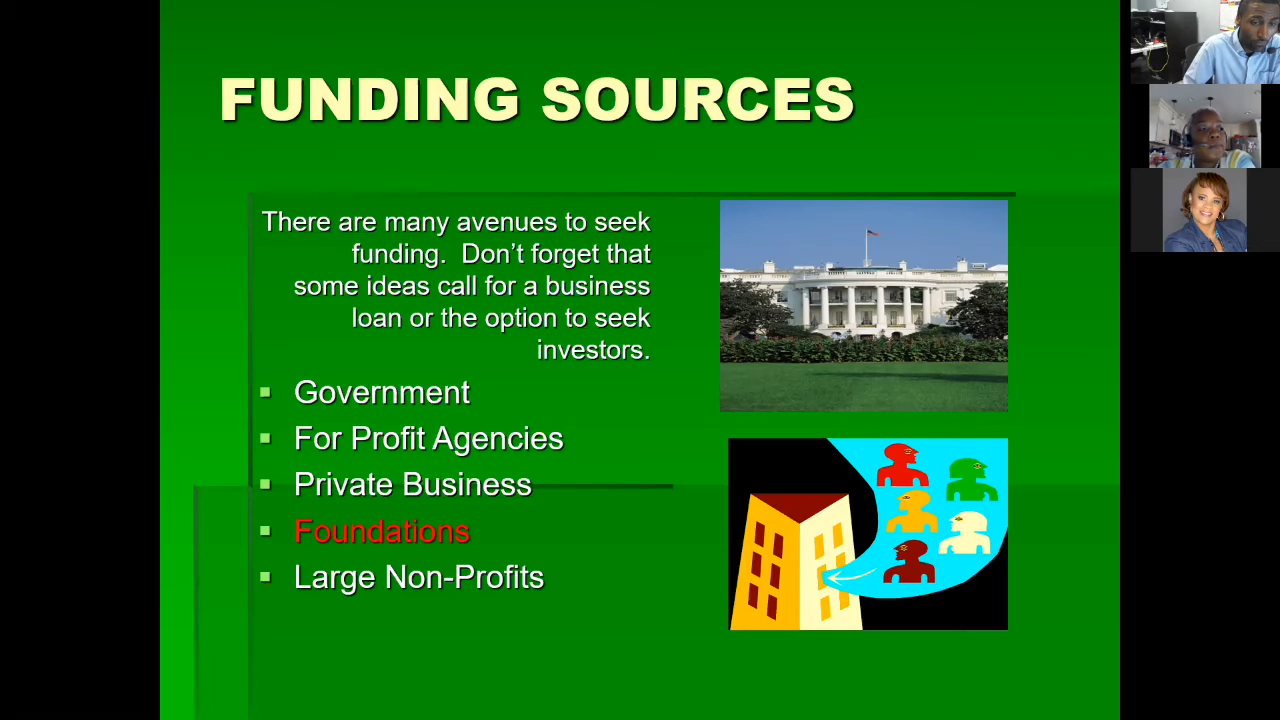 FUNDING SOURCES
There are many avenues to seek
funding.  Don’t forget that
some ideas call for a business
loan or the option to seek
investors.
Government
For Profit Agencies
Private Business
Foundations
Large Non-Profits